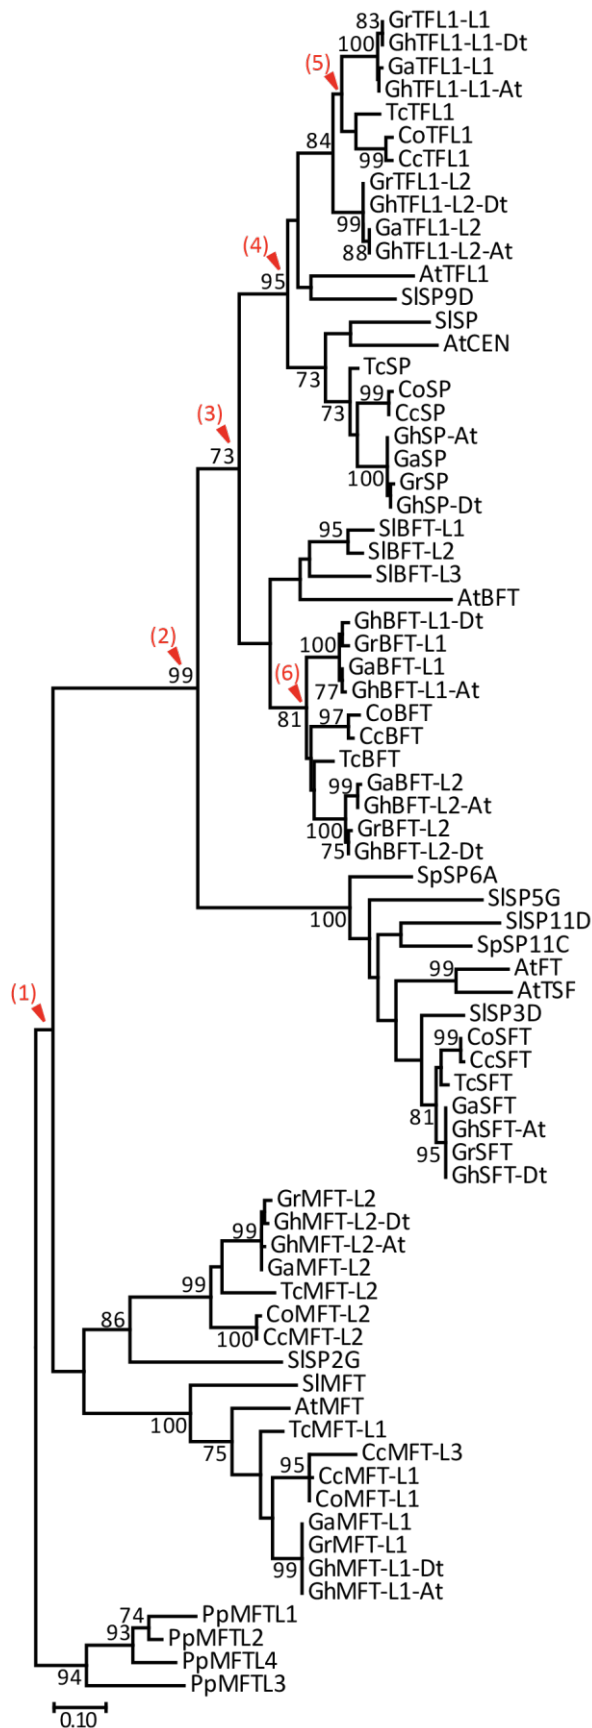 83 GrTFL1-L1
100 GhTFL1-L1-Dt
(5) GaTFL1-L1
GhTFL1-L1-At
TcTFL1
84 CoTFL1
99 CcTFL1
GrTFL1-L2
GhTFL1-L2-Dt
99 GaTFL1-L2
(4) 88 GhTFL1-L2-At
95 AtTFL1
SlSP9D
SlSP
AtCEN
73 TcSP
99 CoSP
(3) 73 CcSP
GhSP-At
73 GaSP
100 GrSP
GhSP-Dt
95 SlBFT-L1
SlBFT-L2
SlBFT-L3
AtBFT
GhBFT-L1-Dt
(2) 100 GrBFT-L1
99 (6) GaBFT-L1
77 GhBFT-L1-At
81 97 CoBFT
CcBFT
TcBFT
99 GaBFT-L2
GhBFT-L2-At
100 GrBFT-L2
75 GhBFT-L2-Dt
SpSP6A
100 SlSP5G
SlSP11D
SpSP11C
99 AtFT
(1) AtTSF
SlSP3D
99 CoSFT
CcSFT
TcSFT
81 GaSFT
GhSFT-At
95 GrSFT
GhSFT-Dt
GrMFT-L2
99 GhMFT-L2-Dt
GhMFT-L2-At
GaMFT-L2
99 TcMFT-L2
86 CoMFT-L2
100 CcMFT-L2
SlSP2G
SlMFT
100 AtMFT
75 TcMFT-L1
95 CcMFT-L3
CcMFT-L1
CoMFT-L1
GaMFT-L1
GrMFT-L1
99 GhMFT-L1-Dt
GhMFT-L1-At
74 PpMFTL1
93 PpMFTL2
94 PpMFTL4
PpMFTL3
0.10